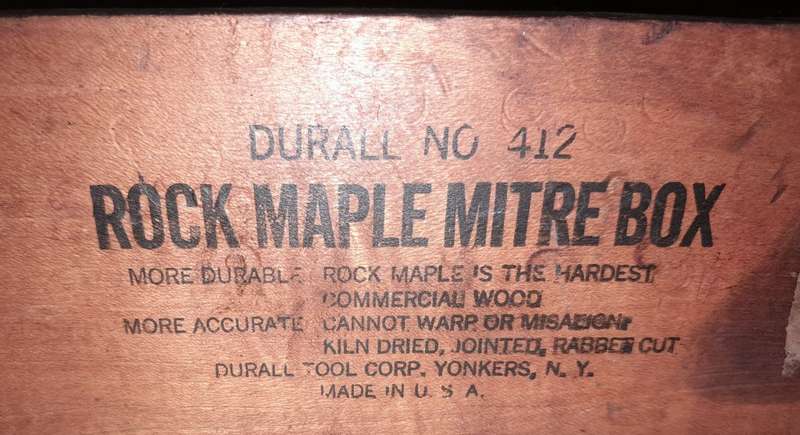 DURALL NO 412
ROCK MAPLE MITRE BOX
MORE DURABLE ROCK MAPLE IS THE HARDEST
COMMERCIAL WOOD
MORE ACCURATE CANNOT WARP OR MISALIGN.
KILN DRIED, JOINTED, RABBET CUT
DURALL TOOL CORP. YONKERS, N. Y.
MADE IN U. S. A.